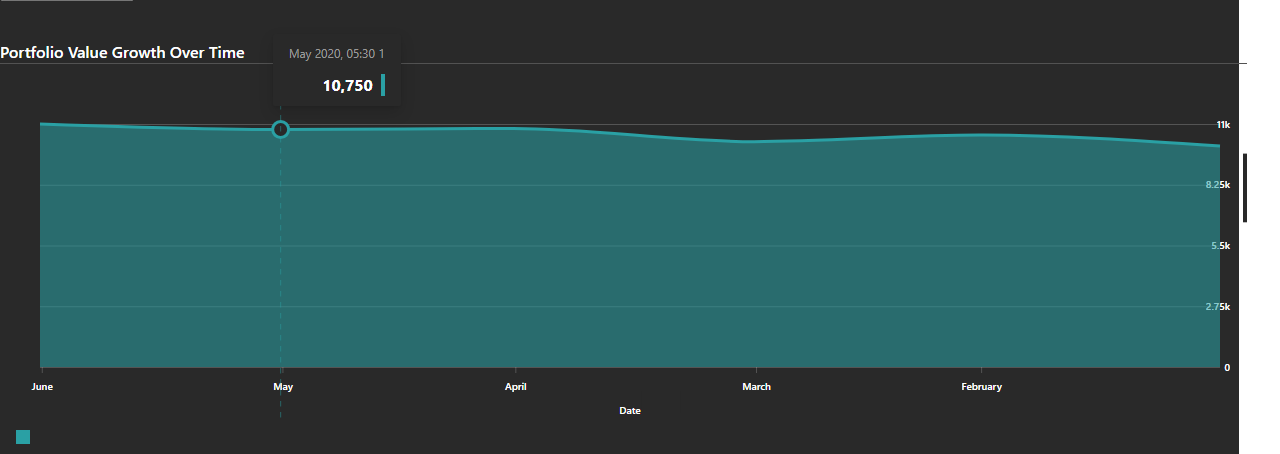 Portfolio Value Growth Over Time
May 2020, 05:30 1
10,750
11k
8.25k
5.5k
2.75k
0
June May April March February
Date